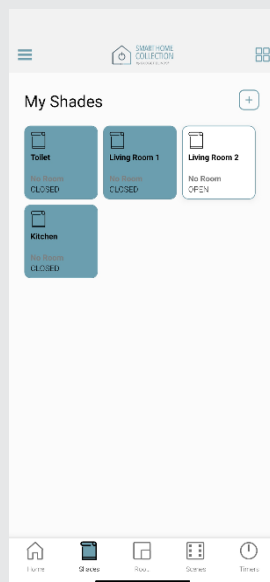 SMART HOME
COLLECTION
My Shades
+
Toilet
No Room
CLOSED
Living Room 1
No Room
CLOSED
Living Room 2
No Room
OPEN
Kitchen
No Room
CLOSED
Home
Shades
Scenes
Timers